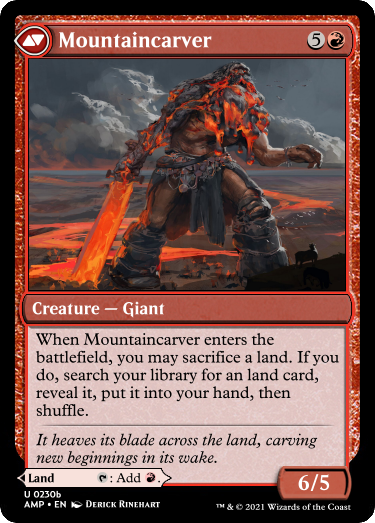 Mountaincarver 5
Creature — Giant
When Mountaincarver enters the
battlefield, you may sacrifice a land. If you
do, search your library for an land card,
reveal it, put it into your hand, then
shuffle.
It heaves its blade across the land, carving
new beginnings in its wake.
Land : Add .
6/5
U 0230b
AMP • EN Derick Rinehart
™ & © 2021 Wizards of the Coast